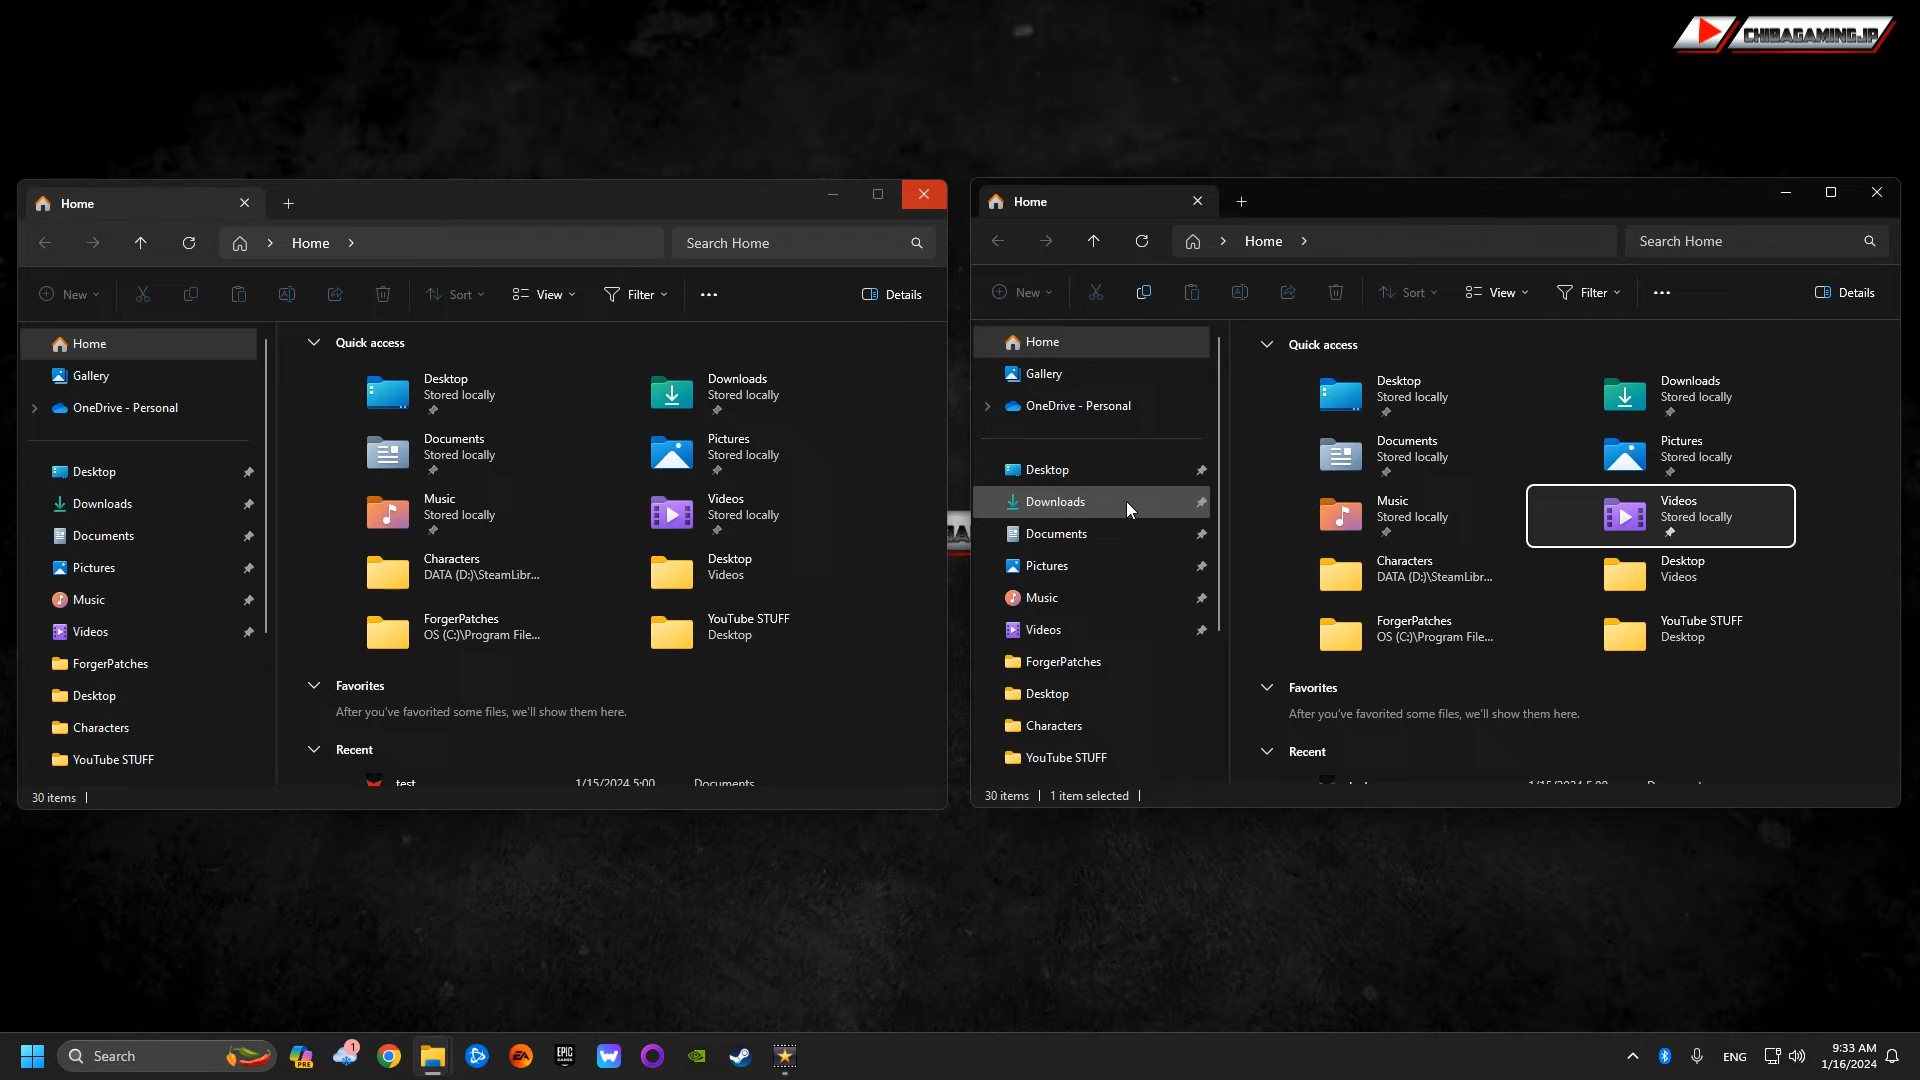 CHIBAGAMINGJP
Home
Home
Search Home
New
Sort
View
Filter
Details
Home
Gallery
OneDrive - Personal
Desktop
Downloads
Documents
Pictures
Music
Videos
ForgerPatches
Desktop
Characters
YouTube STUFF
Quick access
Desktop
Stored locally
Downloads
Stored locally
Documents
Stored locally
Pictures
Stored locally
Music
Stored locally
Videos
Stored locally
Characters
DATA (D:)\SteamLibr...
Desktop
Videos
ForgerPatches
OS (C:)\Program File...
YouTube STUFF
Desktop
Favorites
After you've favorited some files, we'll show them here.
Recent
test 1/15/2024 5:00 Documents
30 items
Home
Home
Search Home
New
Sort
View
Filter
Details
Home
Gallery
OneDrive - Personal
Desktop
Downloads
Documents
Pictures
Music
Videos
ForgerPatches
Desktop
Characters
YouTube STUFF
Quick access
Desktop
Stored locally
Downloads
Stored locally
Documents
Stored locally
Pictures
Stored locally
Music
Stored locally
Videos
Stored locally
Characters
DATA (D:)\SteamLibr...
Desktop
Videos
ForgerPatches
OS (C:)\Program File...
YouTube STUFF
Desktop
Favorites
After you've favorited some files, we'll show them here.
Recent
30 items 1 item selected
Search
PRE
1
EA
EPIC
GAMES
ENG
9:33 AM
1/16/2024